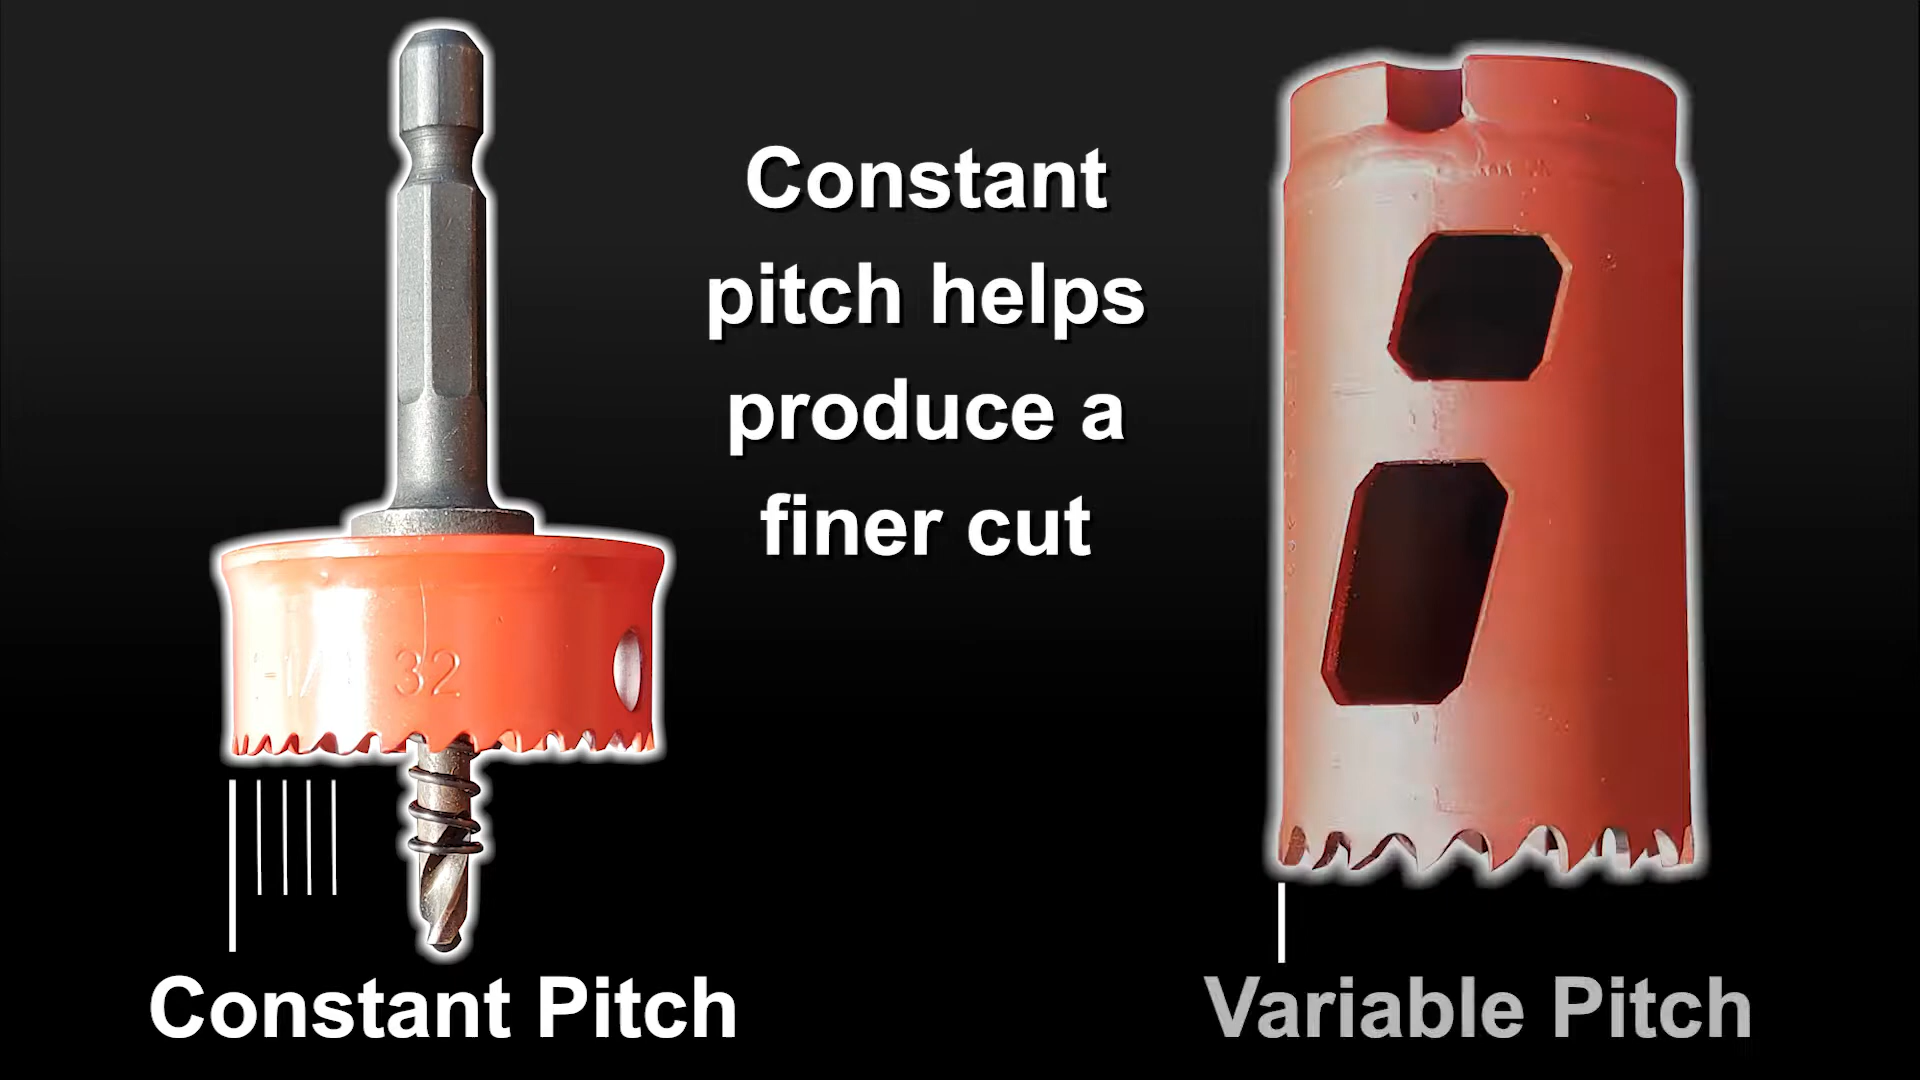 Constant
pitch helps
produce a
finer cut
32
Constant Pitch
Variable Pitch